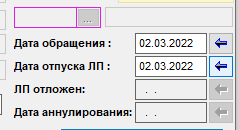 ...
Дата обращения : 02.03.2022
Дата отпуска ЛП : 02.03.2022
ЛП отложен: . .
Дата аннулирования: . .